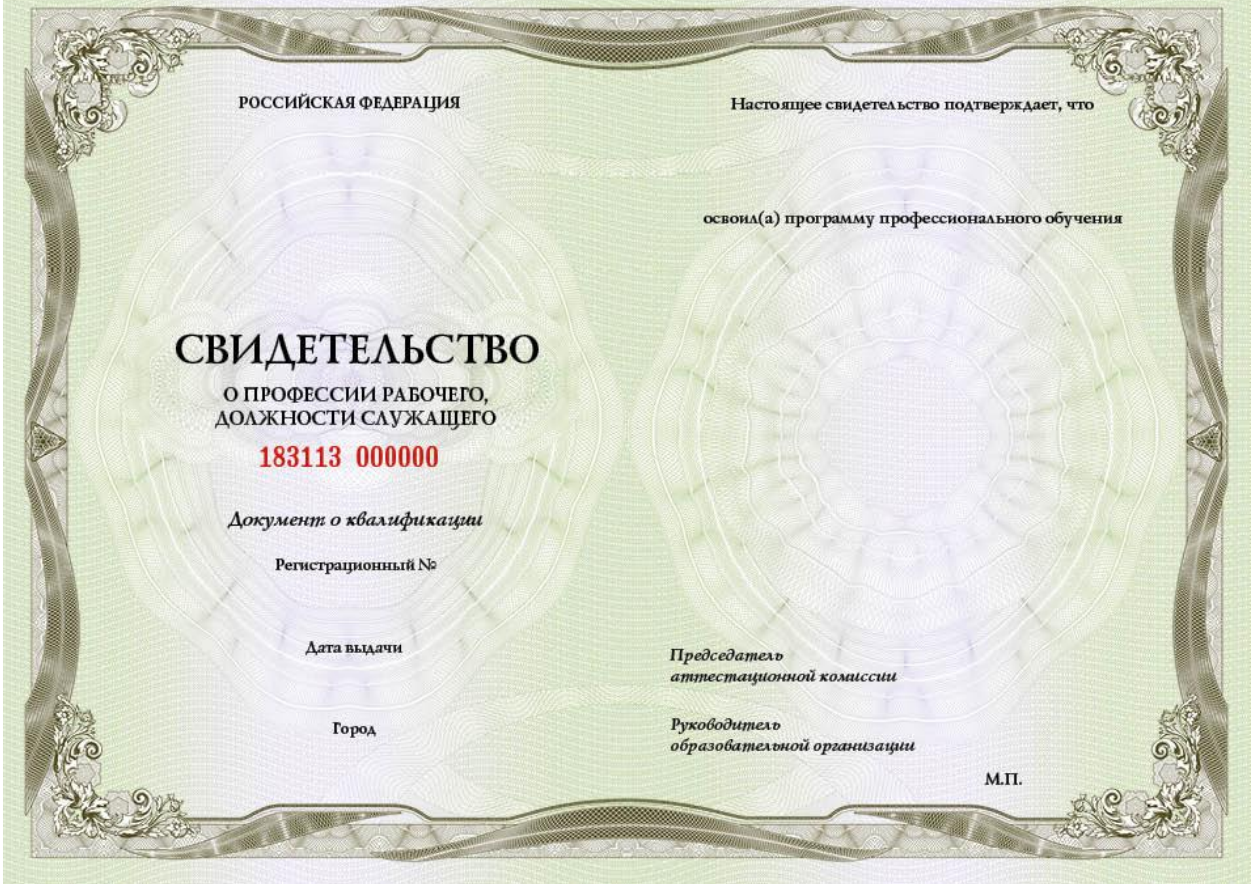 РОССИЙСКАЯ ФЕДЕРАЦИЯ
СВИДЕТЕЛЬСТВО
О ПРОФЕССИИ РАБОЧЕГО,
ДОЛЖНОСТИ СЛУЖАЩЕГО
183113 000000
Документ о квалификации
Регистрационный №
Дата выдачи
Город
Настоящее свидетельство подтверждает, что
освоил(а) программу профессионального обучения
Председатель
аттестационной комиссии
Руководитель
образовательной организации
М.П.